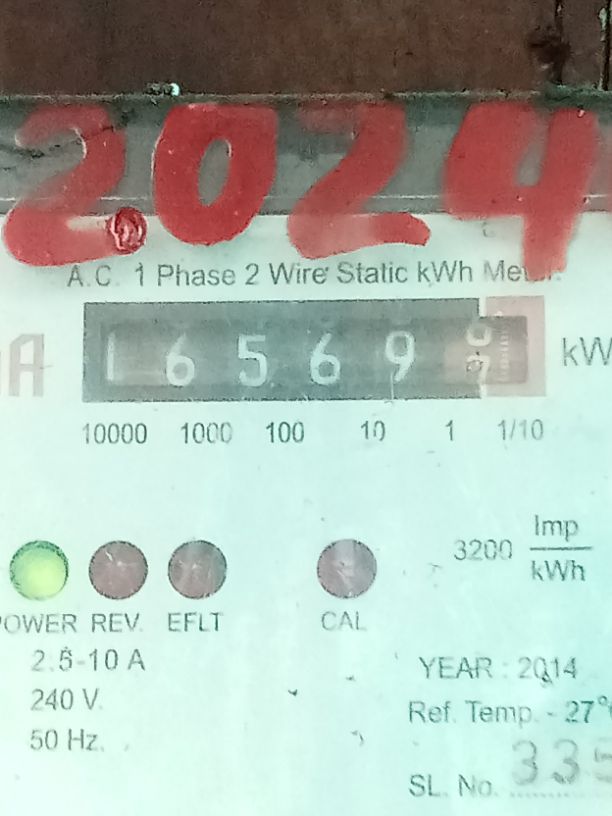 2024
A.C. 1 Phase 2 Wire Static kWh
1 6 5 6 9
10000 1000 100 10 1 1/10
3200 Imp/kWh
POWER REV. EFLT CAL
2.5-10 A
240 V.
50 Hz.
YEAR : 2014
Ref. Temp. - 27°
SL. No. 335